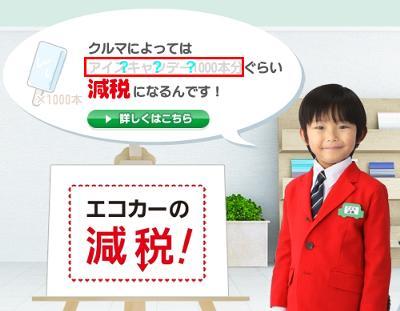 クルマによっては
アイスキャンデー1000本分ぐらい
減税になるんです！
×1000本
詳しくはこちら
エコカーの
減税！